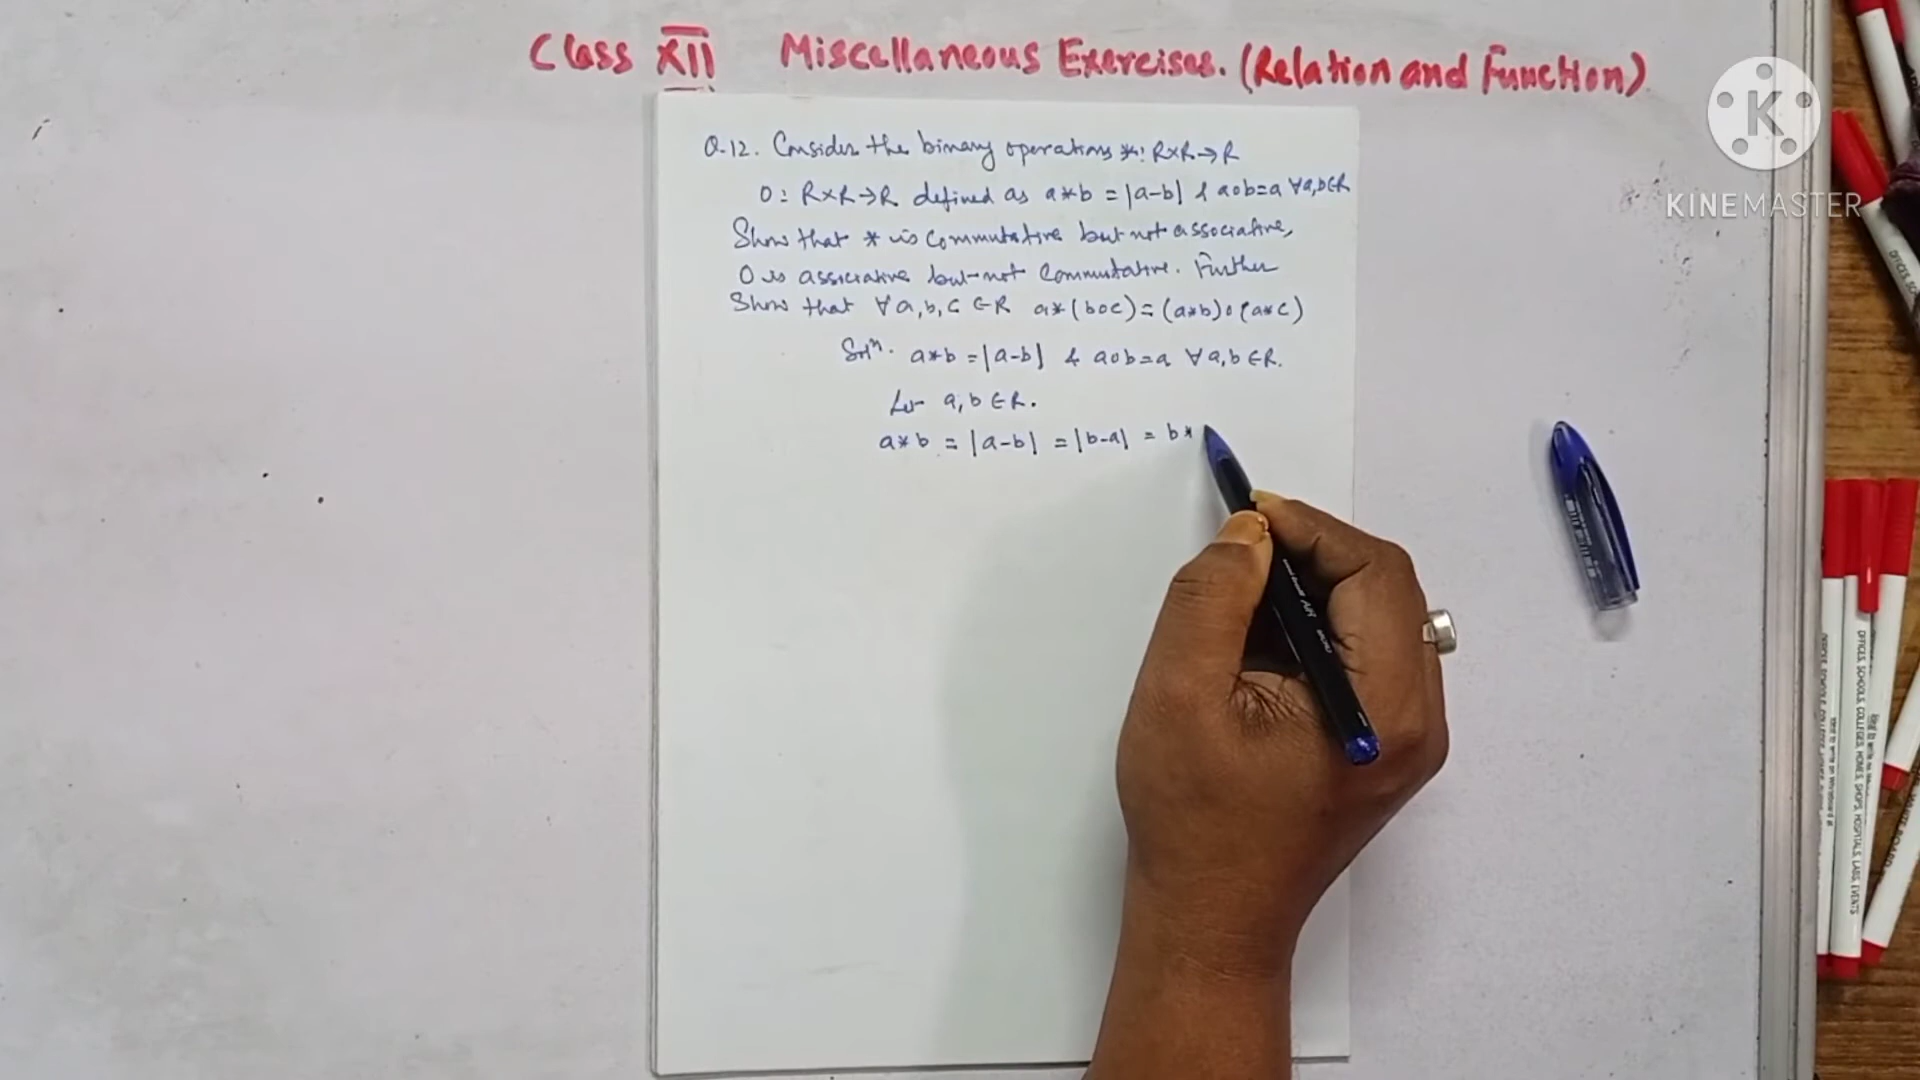 Class XII Miscellaneous Exercises. (Relation and Function)
K
KINEMASTER
Q.12. Consider the binary operations *: R×R→R
O: R×R→R defined as a*b = |a-b| & aob=a ∀a,b∈R
Show that * is commutative but not associative,
O is associative but not commutative. Further
Show that ∀a,b,c ∈R a*(boc)=(a*b)o(a*c)
Solⁿ. a*b =|a-b| & aob=a ∀a,b∈R.
Let a,b∈R.
a*b = |a-b| = |b-a| = b*